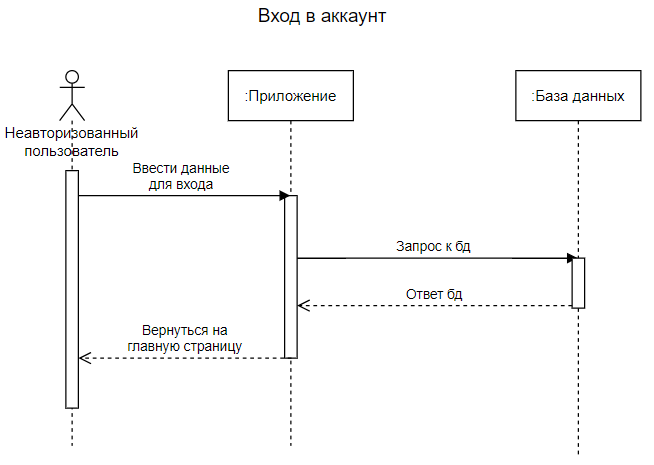 Вход в аккаунт
:Приложение
:База данных
Неавторизованный
пользователь
Ввести данные
для входа
Запрос к бд
Ответ бд
Вернуться на
главную страницу